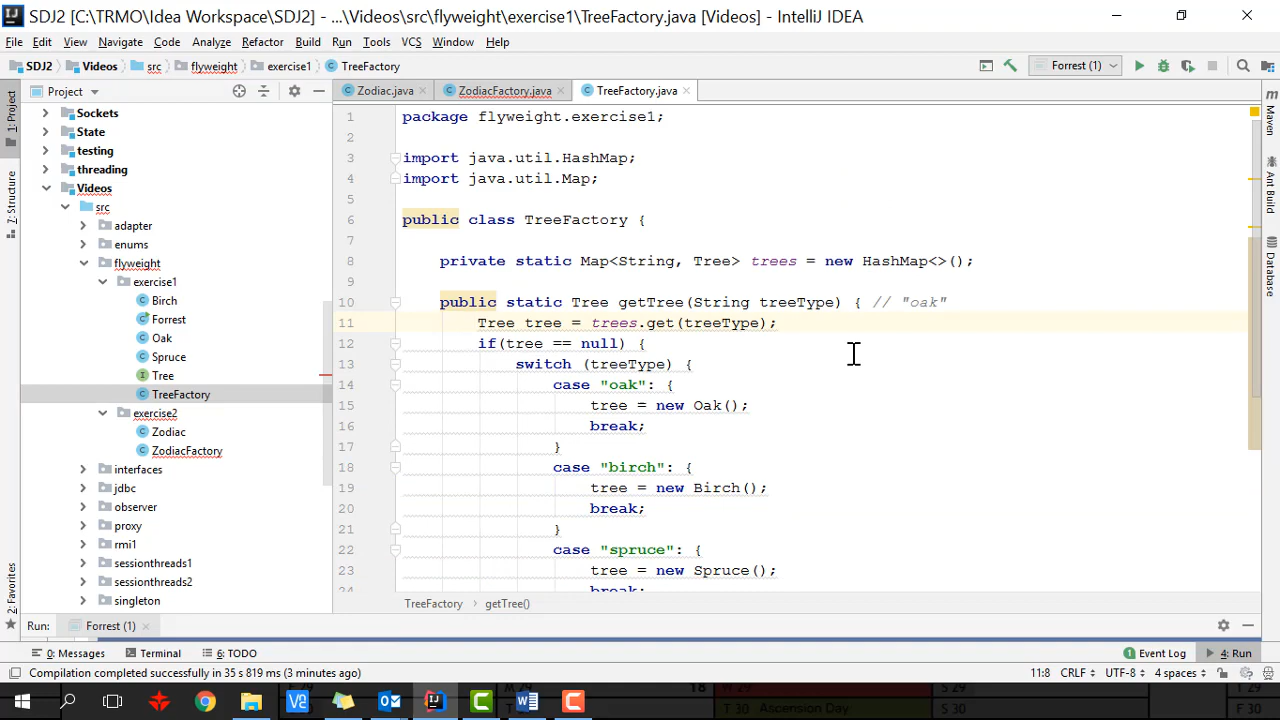 SDJ2 [C:\TRMO\Idea Workspace\SDJ2] - ...\Videos\src\flyweight\exercise1\TreeFactory.java [Videos] - IntelliJ IDEA
File Edit View Navigate Code Analyze Refactor Build Run Tools VCS Window Help
SDJ2 Videos src flyweight exercise1 TreeFactory Forrest (1)
Project
Zodiac.java ZodiacFactory.java TreeFactory.java
1: Project
7: Structure
2: Favorites
Sockets
State
testing
threading
Videos
src
adapter
enums
flyweight
exercise1
Birch
Forrest
Oak
Spruce
Tree
TreeFactory
exercise2
Zodiac
ZodiacFactory
interfaces
jdbc
observer
proxy
rmi1
sessionthreads1
sessionthreads2
singleton
1 package flyweight.exercise1;
2
3 import java.util.HashMap;
4 import java.util.Map;
5
6 public class TreeFactory {
7
8 private static Map<String, Tree> trees = new HashMap<>();
9
10 public static Tree getTree(String treeType) { // "oak"
11 Tree tree = trees.get(treeType);
12 if(tree == null) {
13 switch (treeType) {
14 case "oak": {
15 tree = new Oak();
16 break;
17 }
18 case "birch": {
19 tree = new Birch();
20 break;
21 }
22 case "spruce": {
23 tree = new Spruce();
24 break;
TreeFactory getTree()
Maven
Ant Build
Database
Run: Forrest (1)
0: Messages Terminal 6: TODO Event Log 4: Run
Compilation completed successfully in 35 s 819 ms (3 minutes ago) 11:8 CRLF UTF-8 4 spaces
18
T 30 Ascension Day S 30